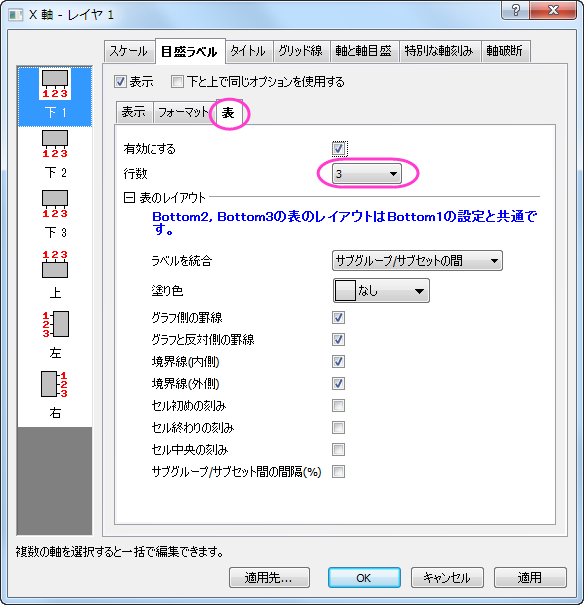 X 軸 - レイヤ 1
スケール 目盛ラベル タイトル グリッド線 軸と軸目盛 特別な軸刻み 軸破断
表示 下と上で同じオプションを使用する
表示 フォーマット 表
有効にする
行数 3
表のレイアウト
Bottom2, Bottom3の表のレイアウトはBottom1の設定と共通で
す。
ラベルを統合 サブグループ/サブセットの間
塗り色 なし
グラフ側の罫線
グラフと反対側の罫線
境界線(内側)
境界線(外側)
セル初めの刻み
セル終わりの刻み
セル中央の刻み
サブグループ/サブセット間の間隔(%)
123
下 1
123
下 2
123
下 3
123
上
1
2
3
左
1
2
3
右
複数の軸を選択すると一括で編集できます。
適用先... OK キャンセル 適用